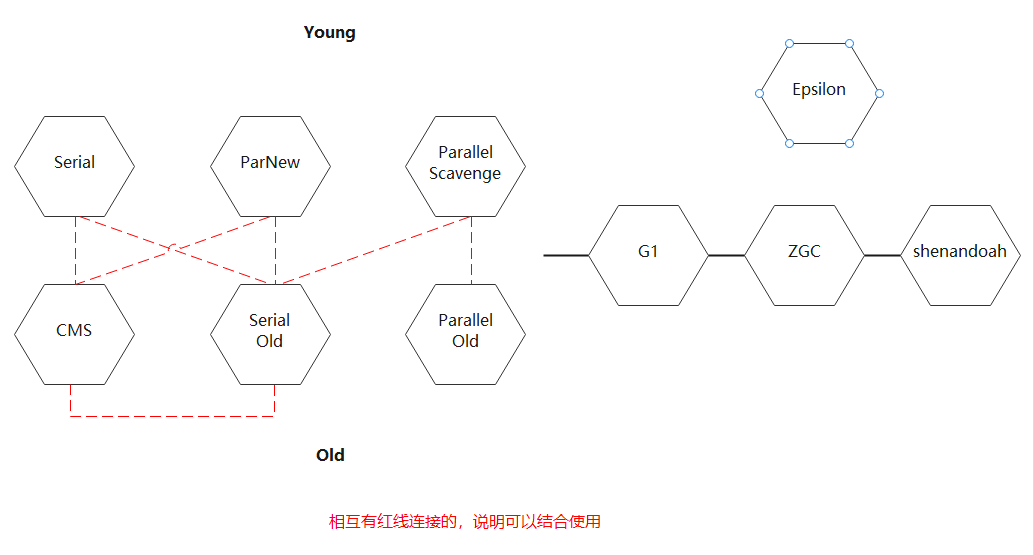 Young
Epsilon
Serial
ParNew
Parallel
Scavenge
G1
ZGC
shenandoah
CMS
Serial
Old
Parallel
Old
Old
相互有红线连接的，说明可以结合使用